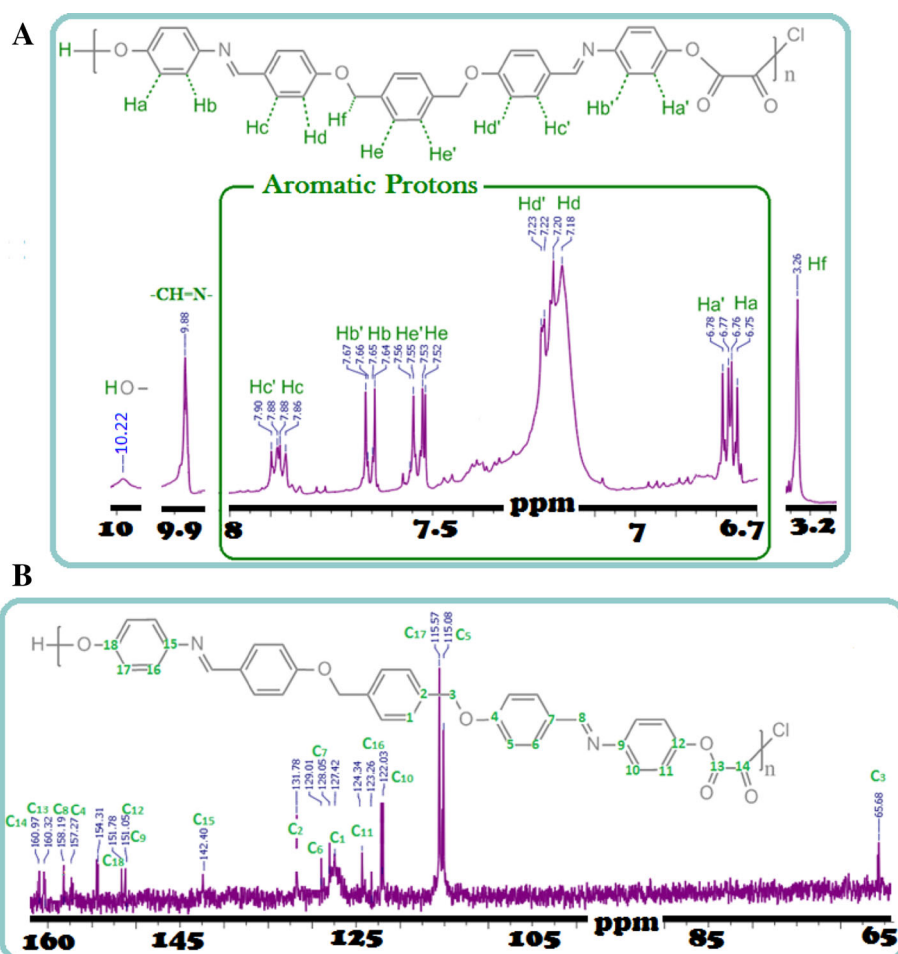 A
H O N O O N O Cl
n
O O
Ha Hb Hc Hd Hf He He' Hd' Hc' Hb' Ha'
Aromatic Protons
HO-
10.22
-CH=N-
9.88
Hc' Hc
7.90 7.88 7.88 7.86
Hb' Hb
7.67 7.66 7.65 7.64
He' He
7.56 7.55 7.53 7.52
Hd' Hd
7.23 7.22 7.20 7.18
Ha' Ha
6.78 6.77 6.76 6.75
3.26 Hf
10 9.9 8 7.5 ppm 7 6.7 3.2
B
H O 18 17 16 15 N O 1 2 3 O 4 5 6 7 8 N 9 10 11 12 O 13 14 Cl
n
O O
C14 C13 C8 C4 C18 C12 C9
160.97 160.32 158.19 157.27 154.31 151.78 151.05
C15
142.40
C2 C6 C7 C1
131.78 129.01 128.05 127.42
C11 C16 C10
124.34 123.26 122.03
C17 C5
115.57 115.08
C3
65.68
160 145 125 105 ppm 85 65